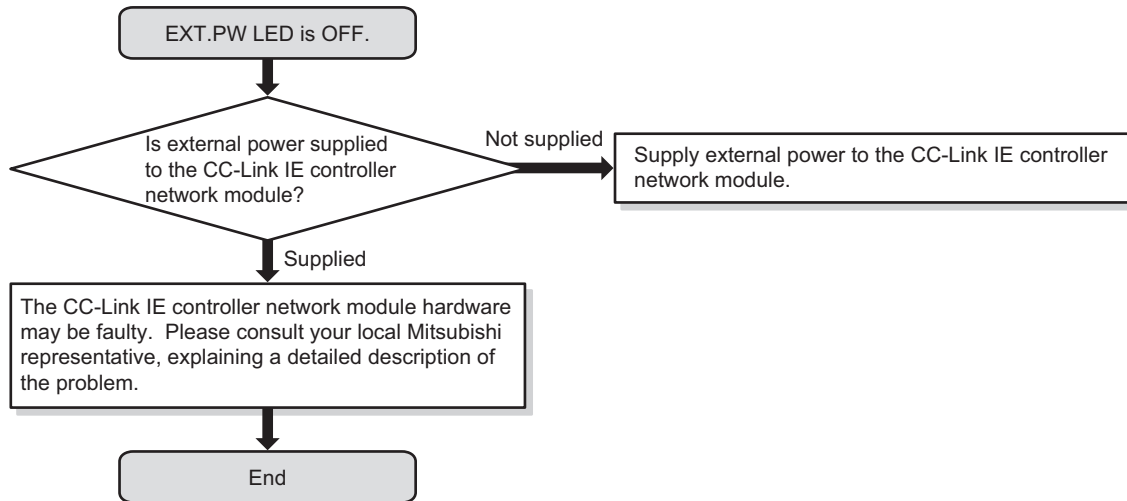 EXT.PW LED is OFF.
Is external power supplied
to the CC-Link IE controller
network module?
Not supplied
Supply external power to the CC-Link IE controller
network module.
Supplied
The CC-Link IE controller network module hardware
may be faulty.  Please consult your local Mitsubishi
representative, explaining a detailed description of
the problem.
End